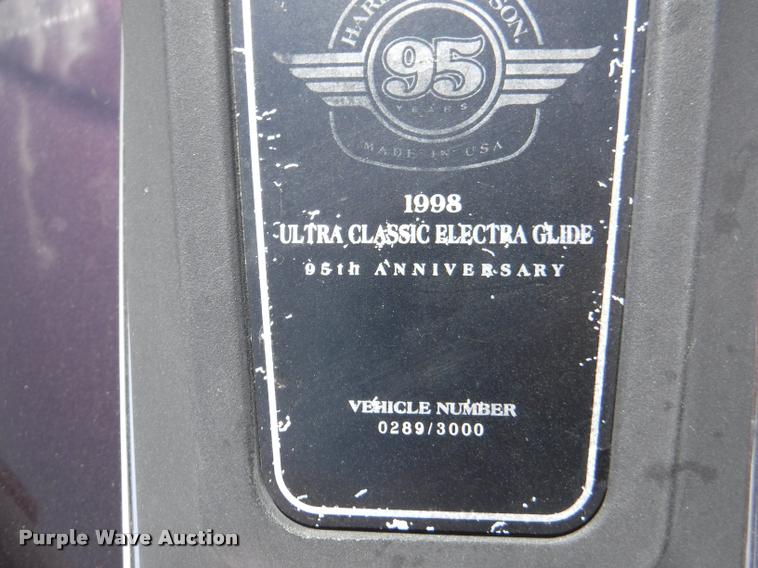 HARLEY-DAVIDSON
95
YEARS
MADE IN USA
1998
ULTRA CLASSIC ELECTRA GLIDE
95th ANNIVERSARY
VEHICLE NUMBER
0289/3000
Purple Wave Auction